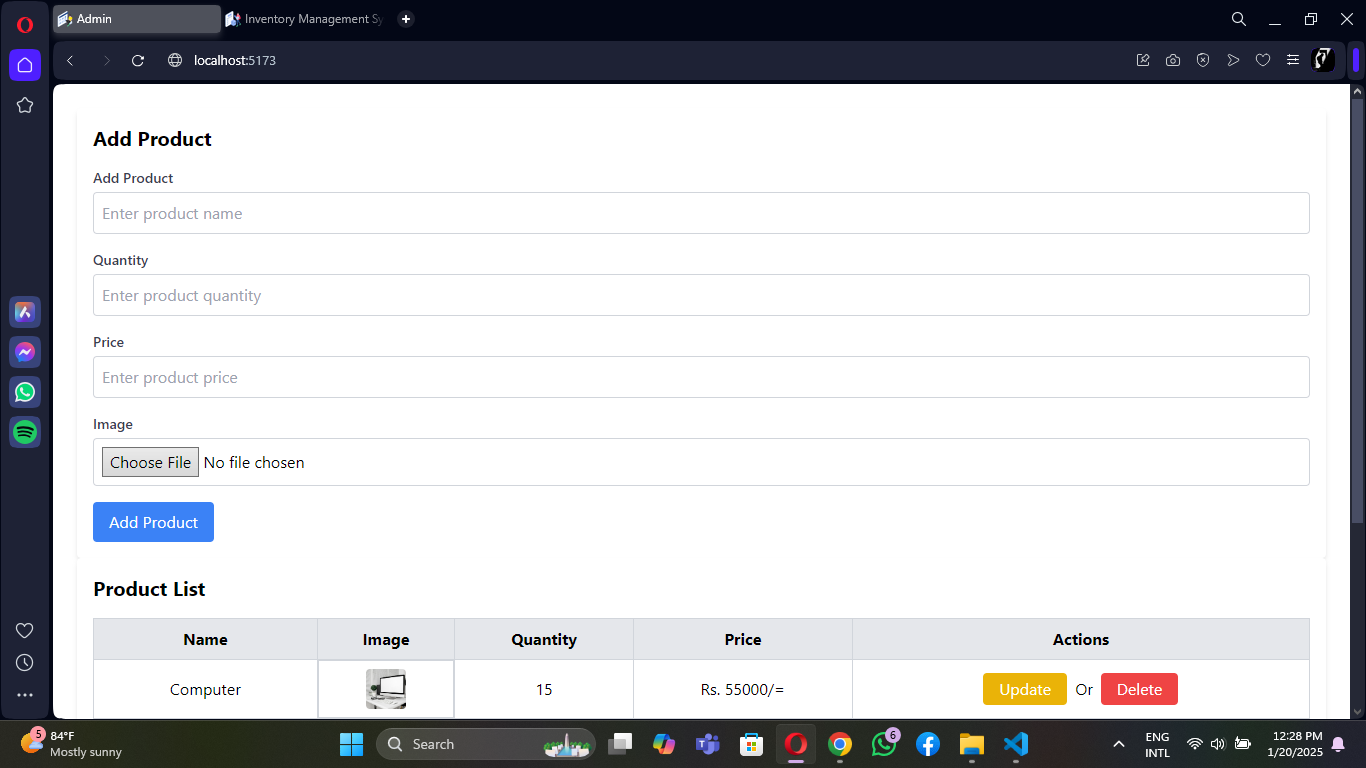 Admin
Inventory Management Sy
localhost:5173
Add Product
Add Product
Enter product name
Quantity
Enter product quantity
Price
Enter product price
Image
Choose File No file chosen
Add Product
Product List
Name Image Quantity Price Actions
Computer 15 Rs. 55000/= Update Or Delete
5
84°F
Mostly sunny
Search
6
ENG
INTL
12:28 PM
1/20/2025